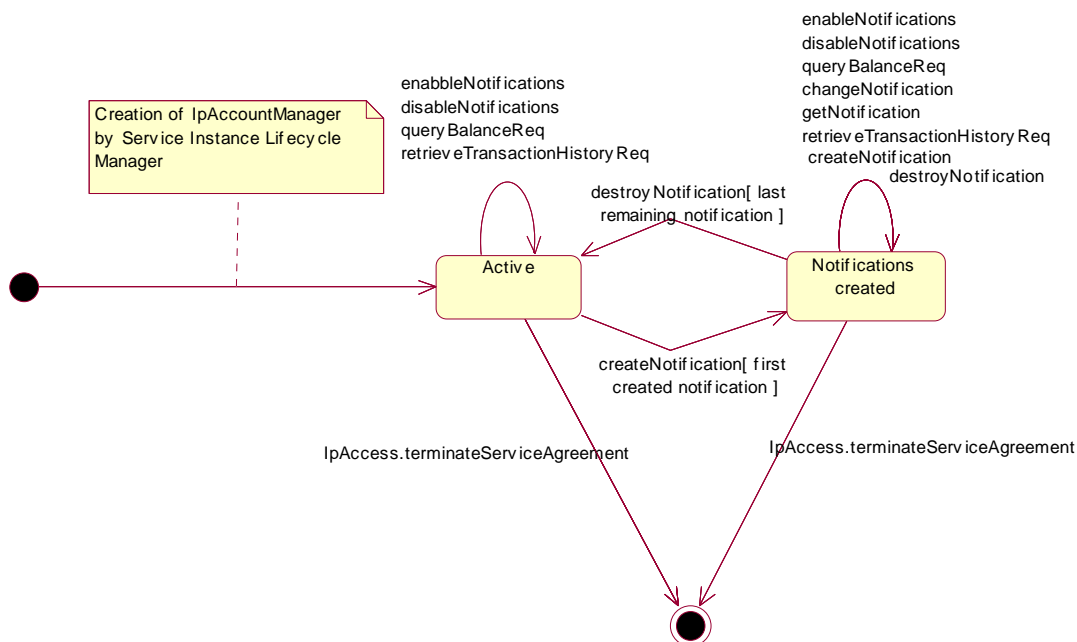 Creation of IpAccountManager
by Service Instance Lifecycle
Manager
enabbleNotifications
disableNotifications
queryBalanceReq
retrieveTransactionHistoryReq
enableNotifications
disableNotifications
queryBalanceReq
changeNotification
getNotification
retrieveTransactionHistoryReq
createNotification
destroyNotification
destroyNotification[ last
remaining notification ]
Active
Notifications
created
createNotification[ first
created notification ]
IpAccess.terminateServiceAgreement
IpAccess.terminateServiceAgreement